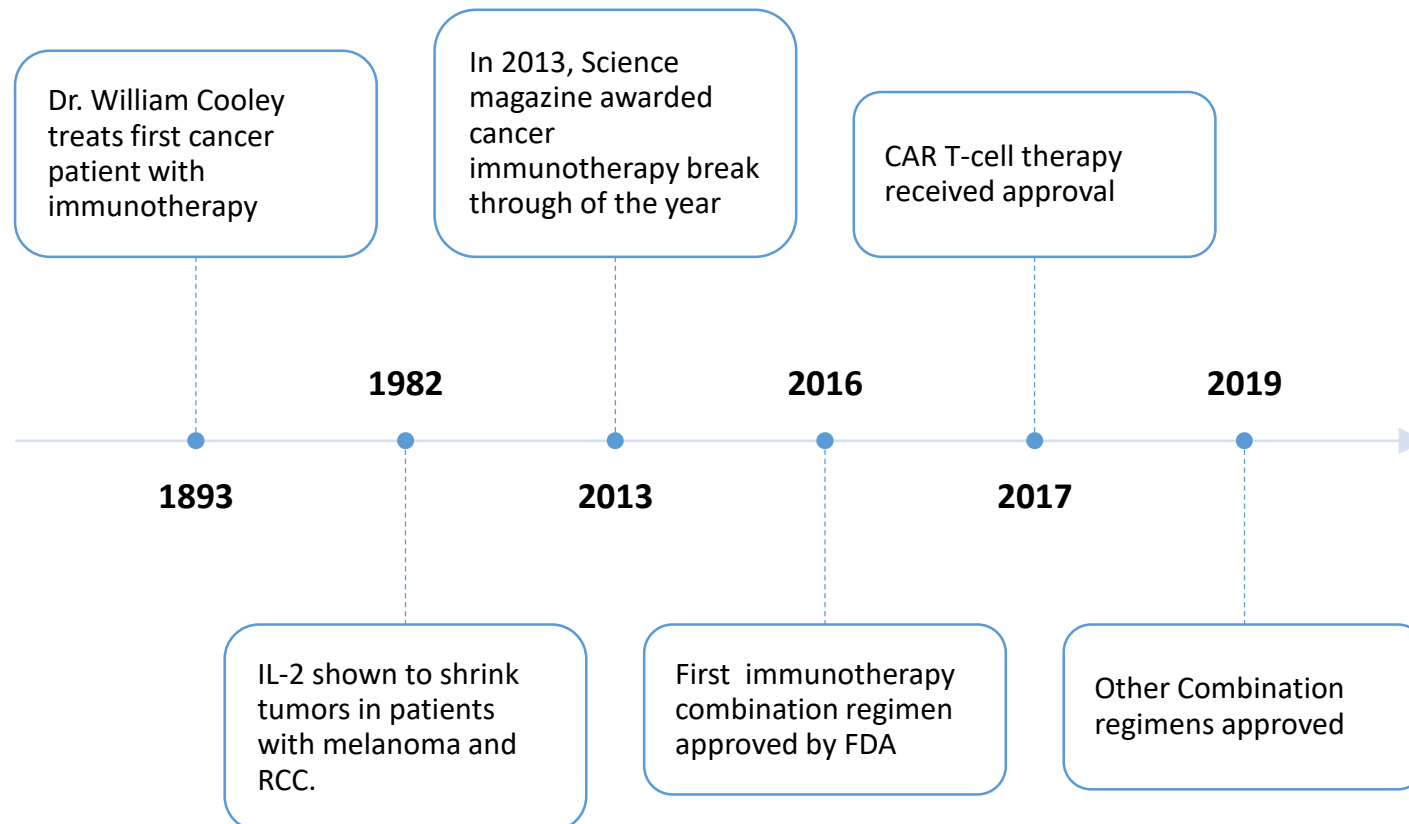 Dr. William Cooley
treats first cancer
patient with
immunotherapy
In 2013, Science
magazine awarded
cancer
immunotherapy break
through of the year
CAR T-cell therapy
received approval
1982
2016
2019
1893
2013
2017
IL-2 shown to shrink
tumors in patients
with melanoma and
RCC.
First  immunotherapy
combination regimen
approved by FDA
Other Combination
regimens approved